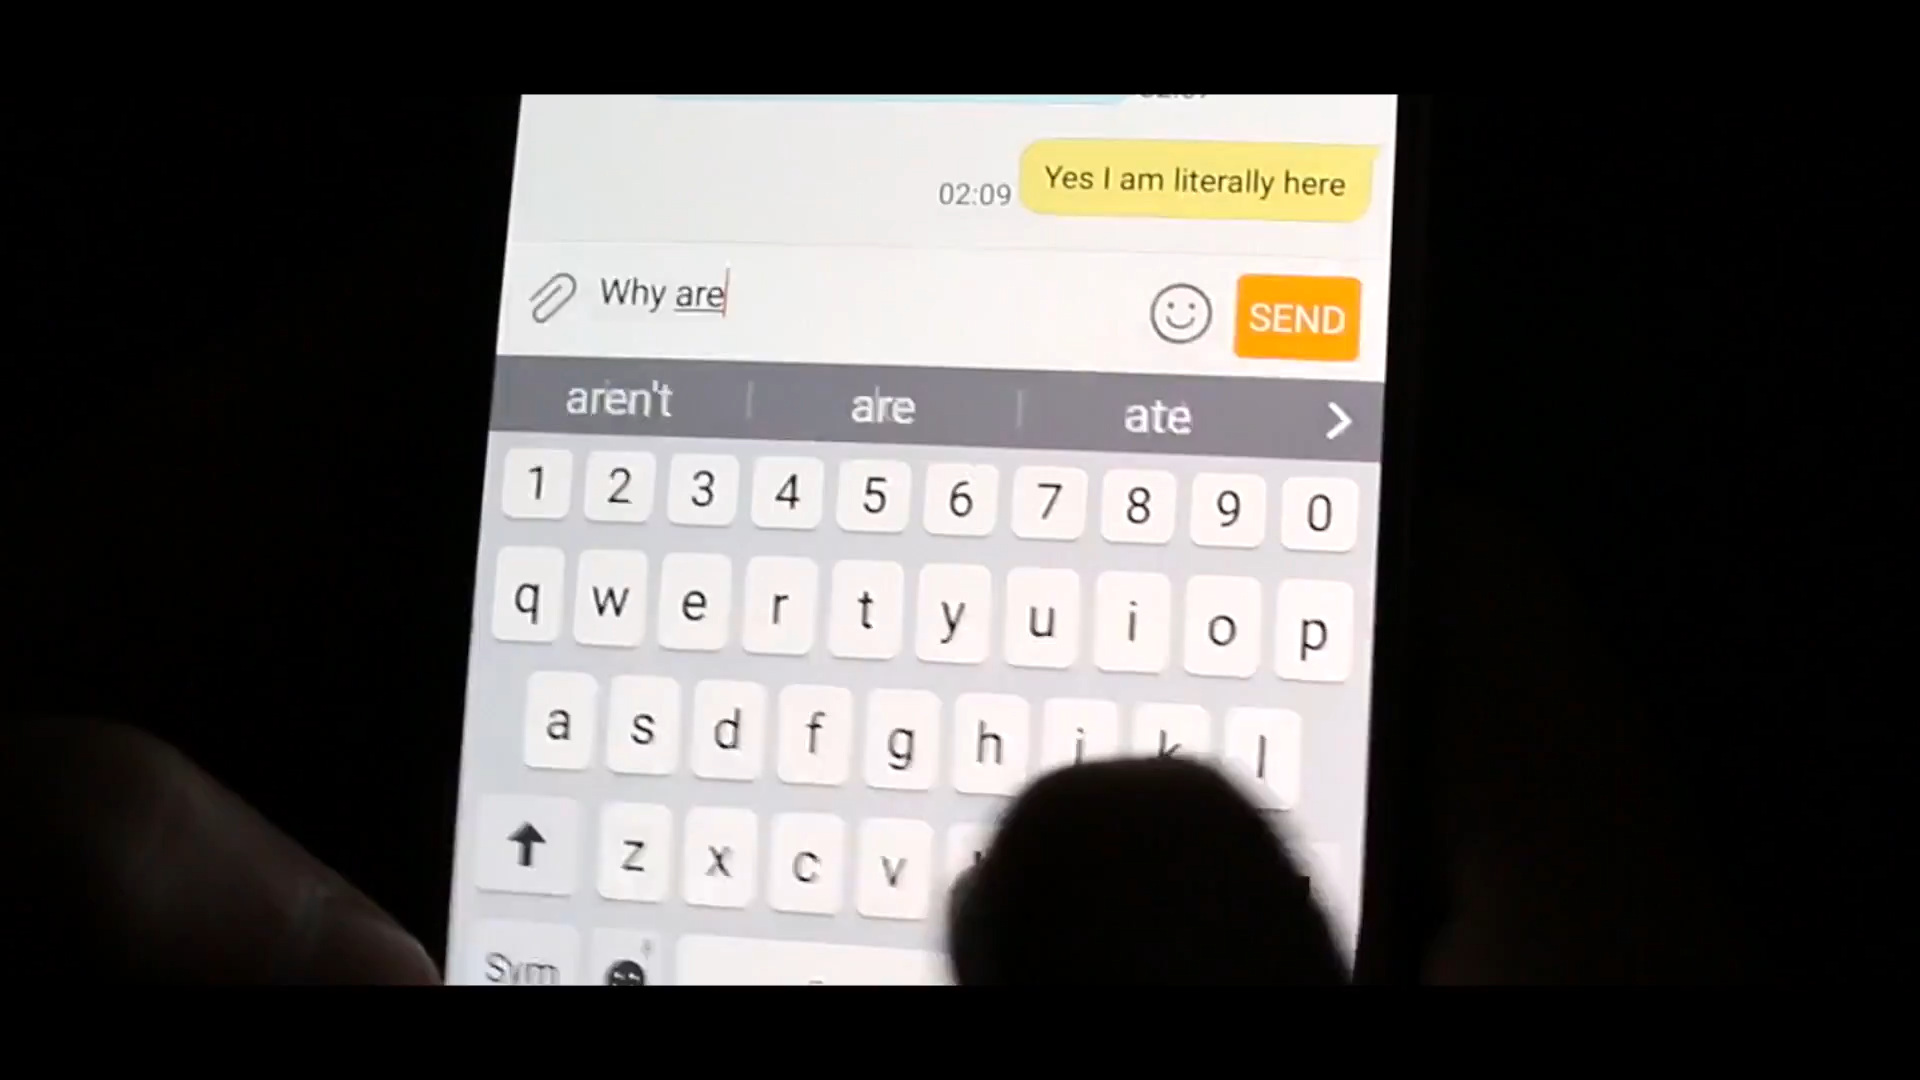 Yes I am literally here
02:09
Why are
SEND
aren't are ate
1 2 3 4 5 6 7 8 9 0
q w e r t y u i o p
a s d f g h j k l
z x c v
Sym